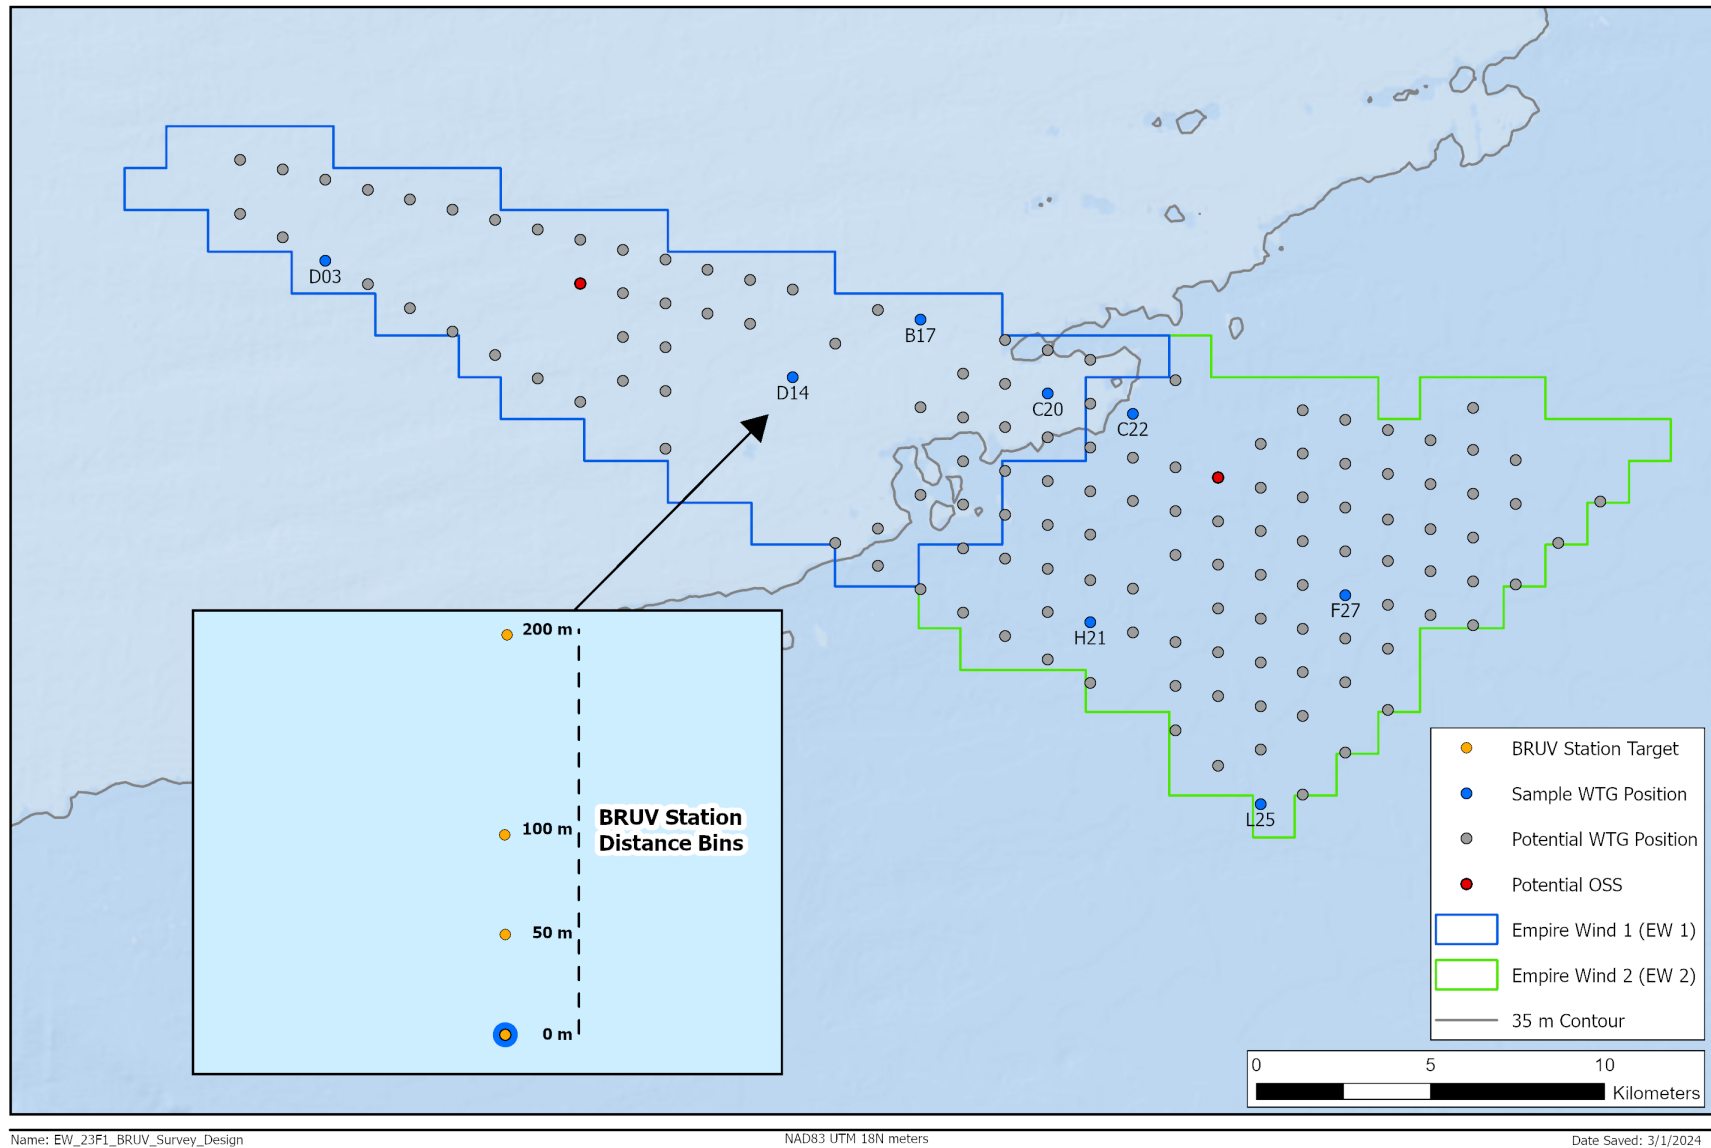 D03
B17
D14
C20
C22
F27
H21
L25
200 m
100 m
50 m
0 m
BRUV Station
Distance Bins
BRUV Station Target
Sample WTG Position
Potential WTG Position
Potential OSS
Empire Wind 1 (EW 1)
Empire Wind 2 (EW 2)
35 m Contour
0 5 10
Kilometers
Name: EW_23F1_BRUV_Survey_Design
NAD83 UTM 18N meters
Date Saved: 3/1/2024